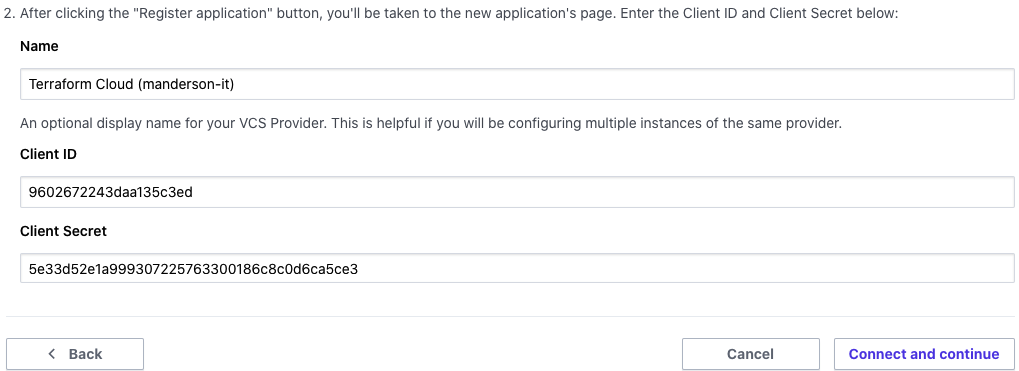 2. After clicking the "Register application" button, you'll be taken to the new application's page. Enter the Client ID and Client Secret below:
Name
Terraform Cloud (manderson-it)
An optional display name for your VCS Provider. This is helpful if you will be configuring multiple instances of the same provider.
Client ID
9602672243daa135c3ed
Client Secret
5e33d52e1a999307225763300186c8c0d6ca5ce3
Back
Cancel
Connect and continue